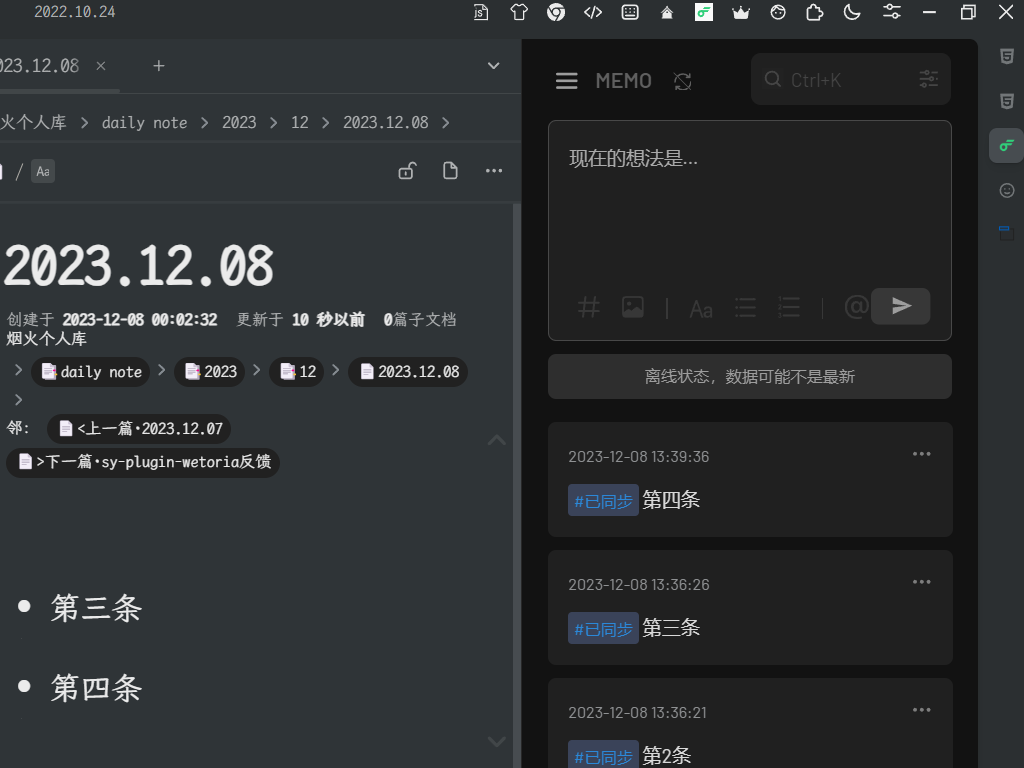 2022.10.24
023.12.08 × +
火个人库 > daily note > 2023 > 12 > 2023.12.08 >
/ Aa
2023.12.08
创建于 2023-12-08 00:02:32 更新于 10 秒以前 0篇子文档
烟火个人库
> daily note > 2023 > 12 > 2023.12.08
>
邻: <上一篇·2023.12.07
>下一篇·sy-plugin-wetoria反馈
第三条
第四条
MEMO
Ctrl+K
现在的想法是...
Aa
@
离线状态，数据可能不是最新
2023-12-08 13:39:36
#已同步 第四条
2023-12-08 13:36:26
#已同步 第三条
2023-12-08 13:36:21
#已同步 第2条